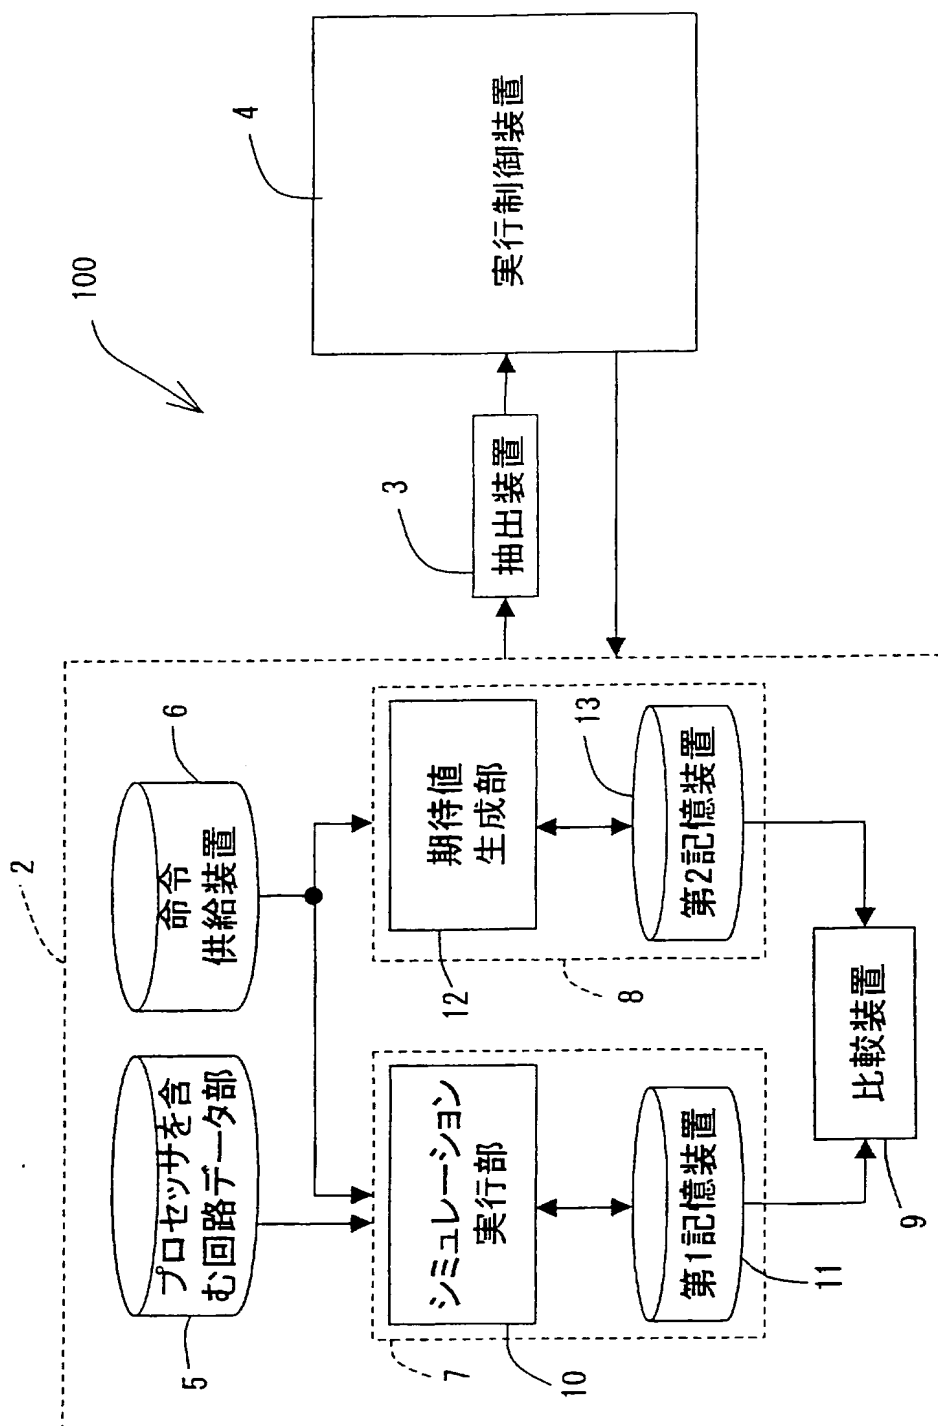 100
2
プロセッサを含
む回路データ部
5
命令
供給装置
6
シミュレーション
実行部
10
7
期待値
生成部
12
8
第1記憶装置
11
第2記憶装置
13
比較装置
9
抽出装置
3
実行制御装置
4